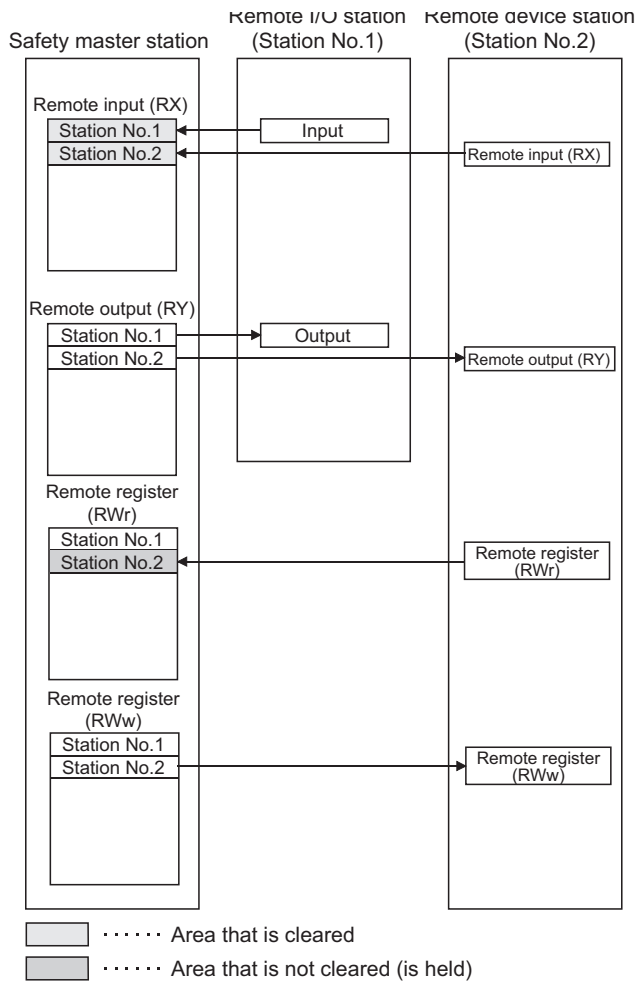 Remote I/O station
Remote device station
Safety master station
(Station No.1)
(Station No.2)
Remote input (RX)
Station No.1
Input
Station No.2
Remote input (RX)
Remote output (RY)
Station No.1
Output
Station No.2
Remote output (RY)
Remote register
(RWr)
Station No.1
Station No.2
Remote register
(RWr)
Remote register
(RWw)
Station No.1
Station No.2
Remote register
(RWw)
······ Area that is cleared
······ Area that is not cleared (is held)